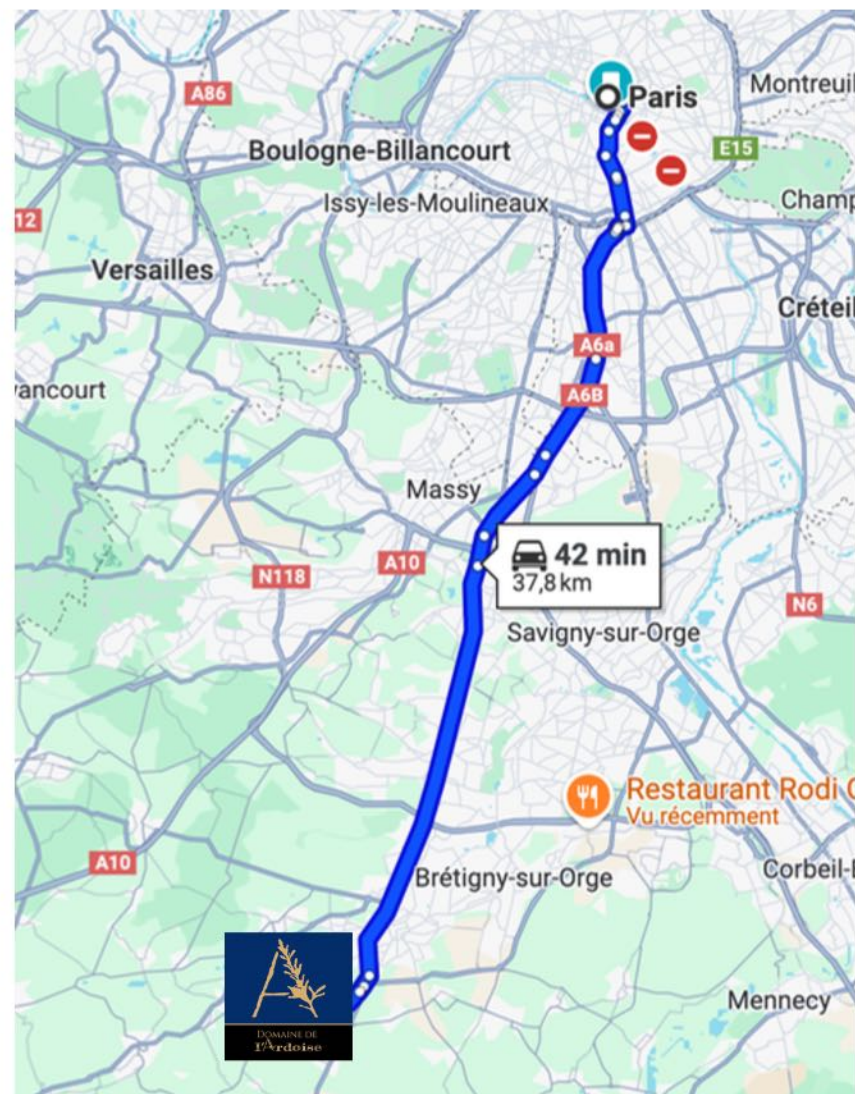 Paris
Montreuil
A86
E15
Boulogne-Billancourt
Issy-les-Moulineaux
Champ
12
Versailles
Créteil
A6a
vancourt
A6B
Massy
42 min
37,8 km
A10
N118
N6
Savigny-sur-Orge
Restaurant Rodi C
Vu récemment
A10
Brétigny-sur-Orge
Corbeil-E
A
DOMAINE DE
l'Ardoise
Mennecy